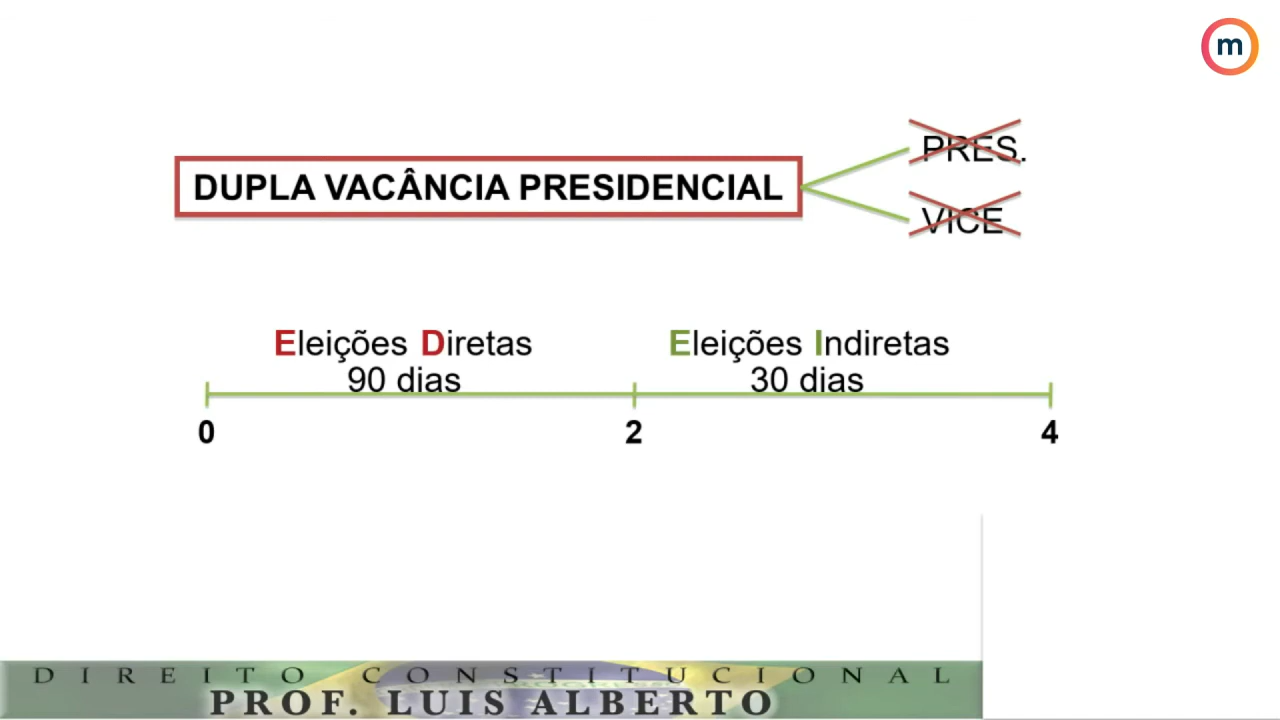 m
PRES.
DUPLA VACÂNCIA PRESIDENCIAL
VICE
Eleições Diretas
90 dias
Eleições Indiretas
30 dias
0 2 4
DIREITO CONSTITUCIONAL
PROF. LUIS ALBERTO